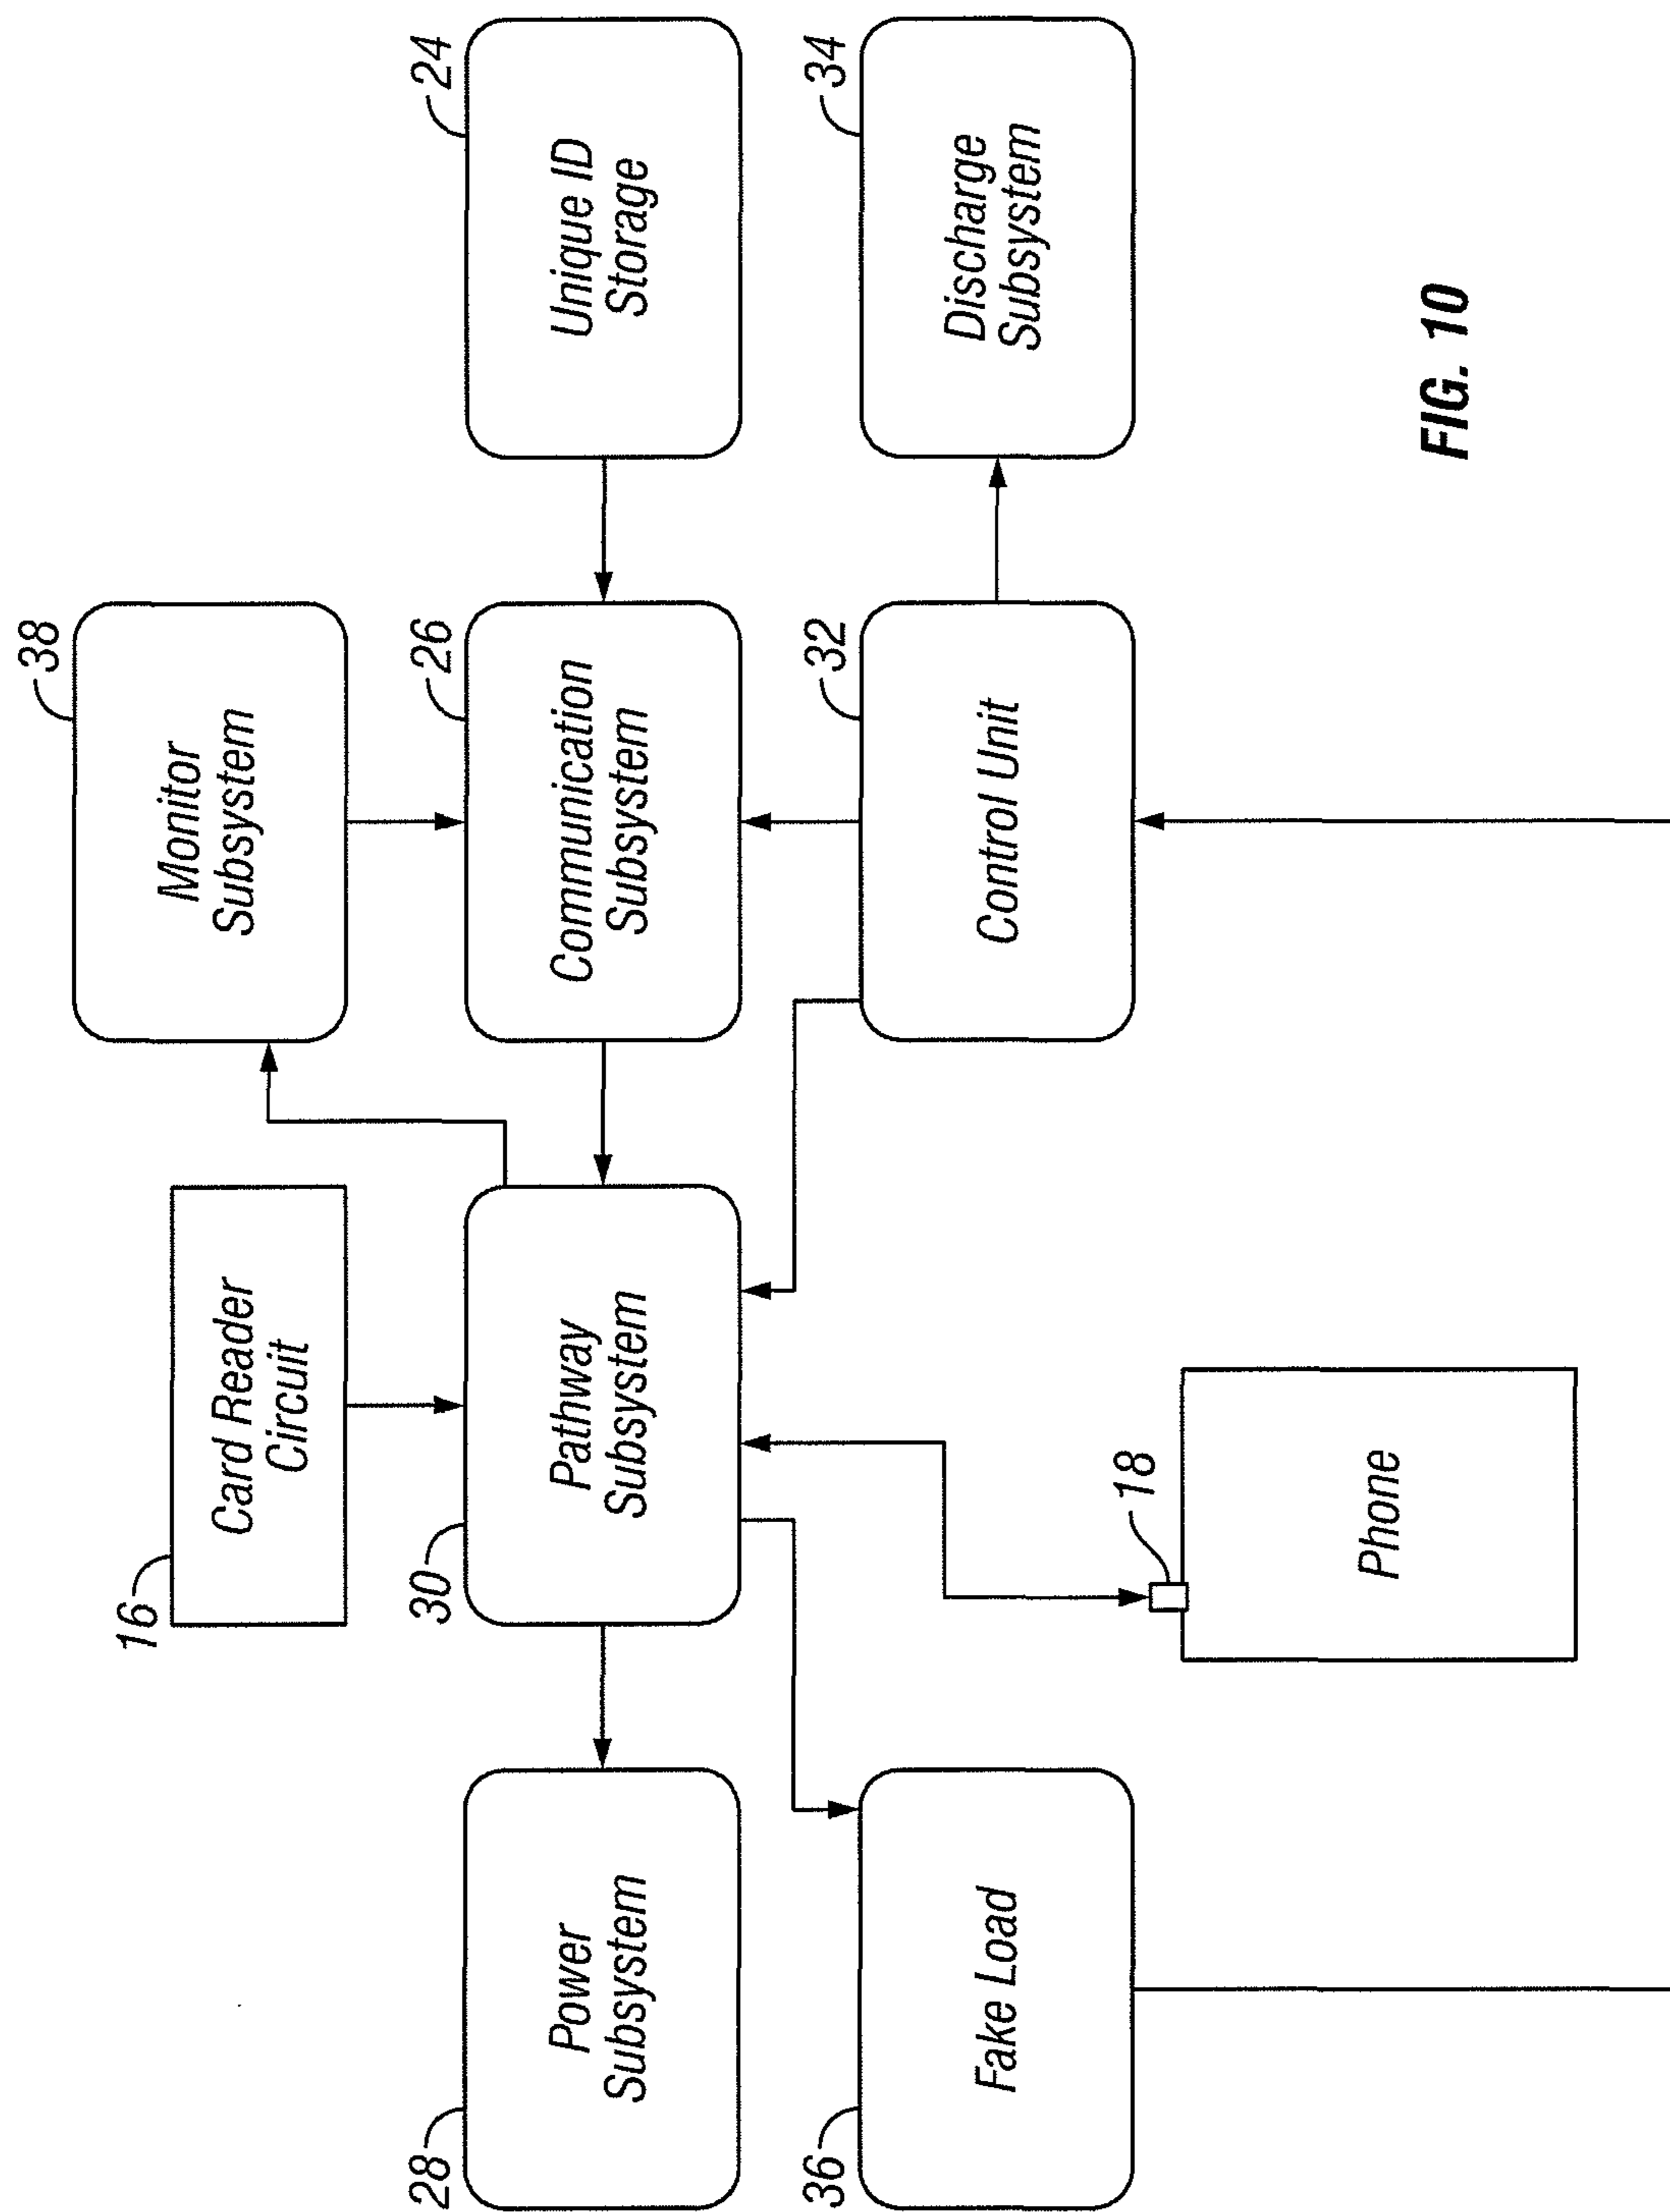 38
Monitor
Subsystem
16
Card Reader
Circuit
28
Power
Subsystem
30
Pathway
Subsystem
26
Communication
Subsystem
24
Unique ID
Storage
36
Fake Load
32
Control Unit
34
Discharge
Subsystem
18
Phone
FIG. 10